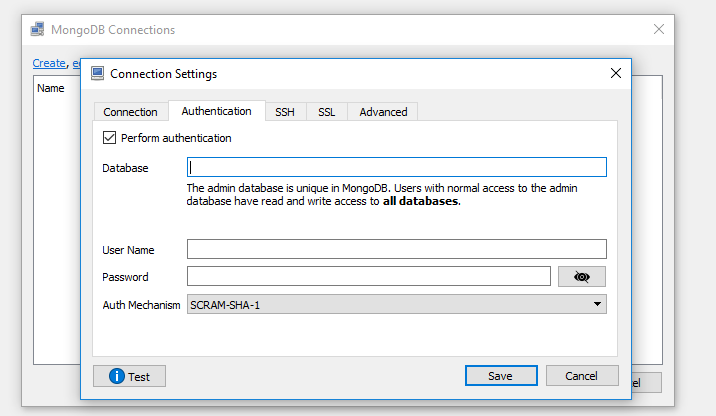 MongoDB Connections
Create, e
Name
Connection Settings
Connection Authentication SSH SSL Advanced
Perform authentication
Database
The admin database is unique in MongoDB. Users with normal access to the admin
database have read and write access to all databases.
User Name
Password
Auth Mechanism SCRAM-SHA-1
Test Save Cancel
el